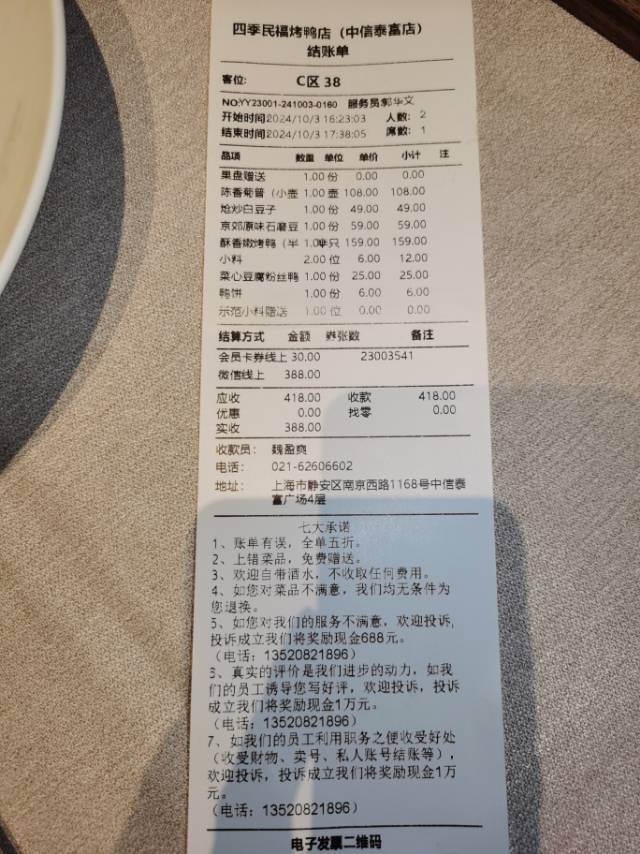 四季民福烤鸭店（中信泰富店）
结账单
客位： C区 38
NO:YY23001-241003-0160 服务员:郭华文
开始时间2024/10/3 16:23:03 人数： 2
结束时间2024/10/3 17:38:05 席数： 1
品项 数量 单位 单价 小计 注
果盘赠送 1.00 份 0.00 0.00
陈香葡普（小壶 1.00 壶 108.00 108.00
炝炒白豆子 1.00 份 49.00 49.00
京郊原味石磨豆 1.00 份 59.00 59.00
酥香嫩烤鸭（半 1.00 半只 159.00 159.00
小料 2.00 位 6.00 12.00
菜心豆腐粉丝鸭 1.00 份 25.00 25.00
鸭饼 1.00 份 6.00 6.00
示范小料赠送 1.00 位 0.00 0.00
结算方式 金额 券张数 备注
会员卡券线上 30.00 23003541
微信线上 388.00
应收 418.00 收款 418.00
优惠 0.00 找零 0.00
实收 388.00
收款员： 魏盈爽
电话： 021-62606602
地址： 上海市静安区南京西路1168号中信泰
富广场4层
七大承诺
1、账单有误，全单五折。
2、上错菜品，免费赠送。
3、欢迎自带酒水，不收取任何费用。
4、如您对菜品不满意，我们均无条件为
您退换。
5、如您对我们的服务不满意，欢迎投诉，
投诉成立我们将奖励现金688元。
（电话：13520821896）
6、真实的评价是我们进步的动力，如我
们的员工诱导您写好评，欢迎投诉，投诉
成立我们将奖励现金1万元。
（电话：13520821896）
7、如我们的员工利用职务之便收受好处
（收受财物、卖号、私人账号结账等），
欢迎投诉，投诉成立我们将奖励现金1万
元。
（电话：13520821896）
电子发票二维码